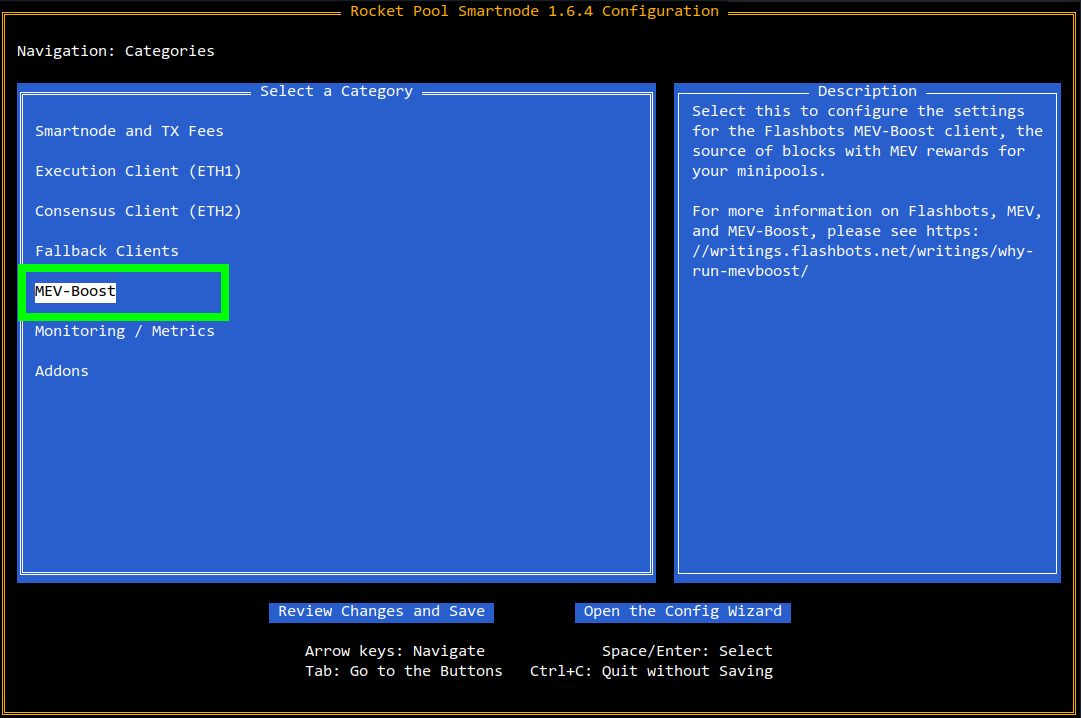 Rocket Pool Smartnode 1.6.4 Configuration
Navigation: Categories
Select a Category
Smartnode and TX Fees
Execution Client (ETH1)
Consensus Client (ETH2)
Fallback Clients
MEV-Boost
Monitoring / Metrics
Addons
Description
Select this to configure the settings
for the Flashbots MEV-Boost client, the
source of blocks with MEV rewards for
your minipools.
For more information on Flashbots, MEV,
and MEV-Boost, please see https:
//writings.flashbots.net/writings/why-
run-mevboost/
Review Changes and Save
Open the Config Wizard
Arrow keys: Navigate
Space/Enter: Select
Tab: Go to the Buttons
Ctrl+C: Quit without Saving